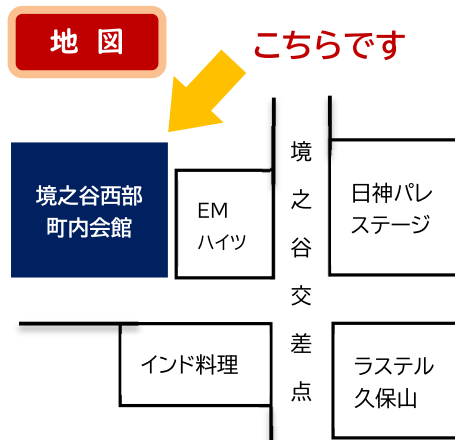 地図
こちらです
境之谷西部
町内会館
EM
ハイツ
境之谷交差点
日神パレ
ステージ
インド料理
ラステル
久保山